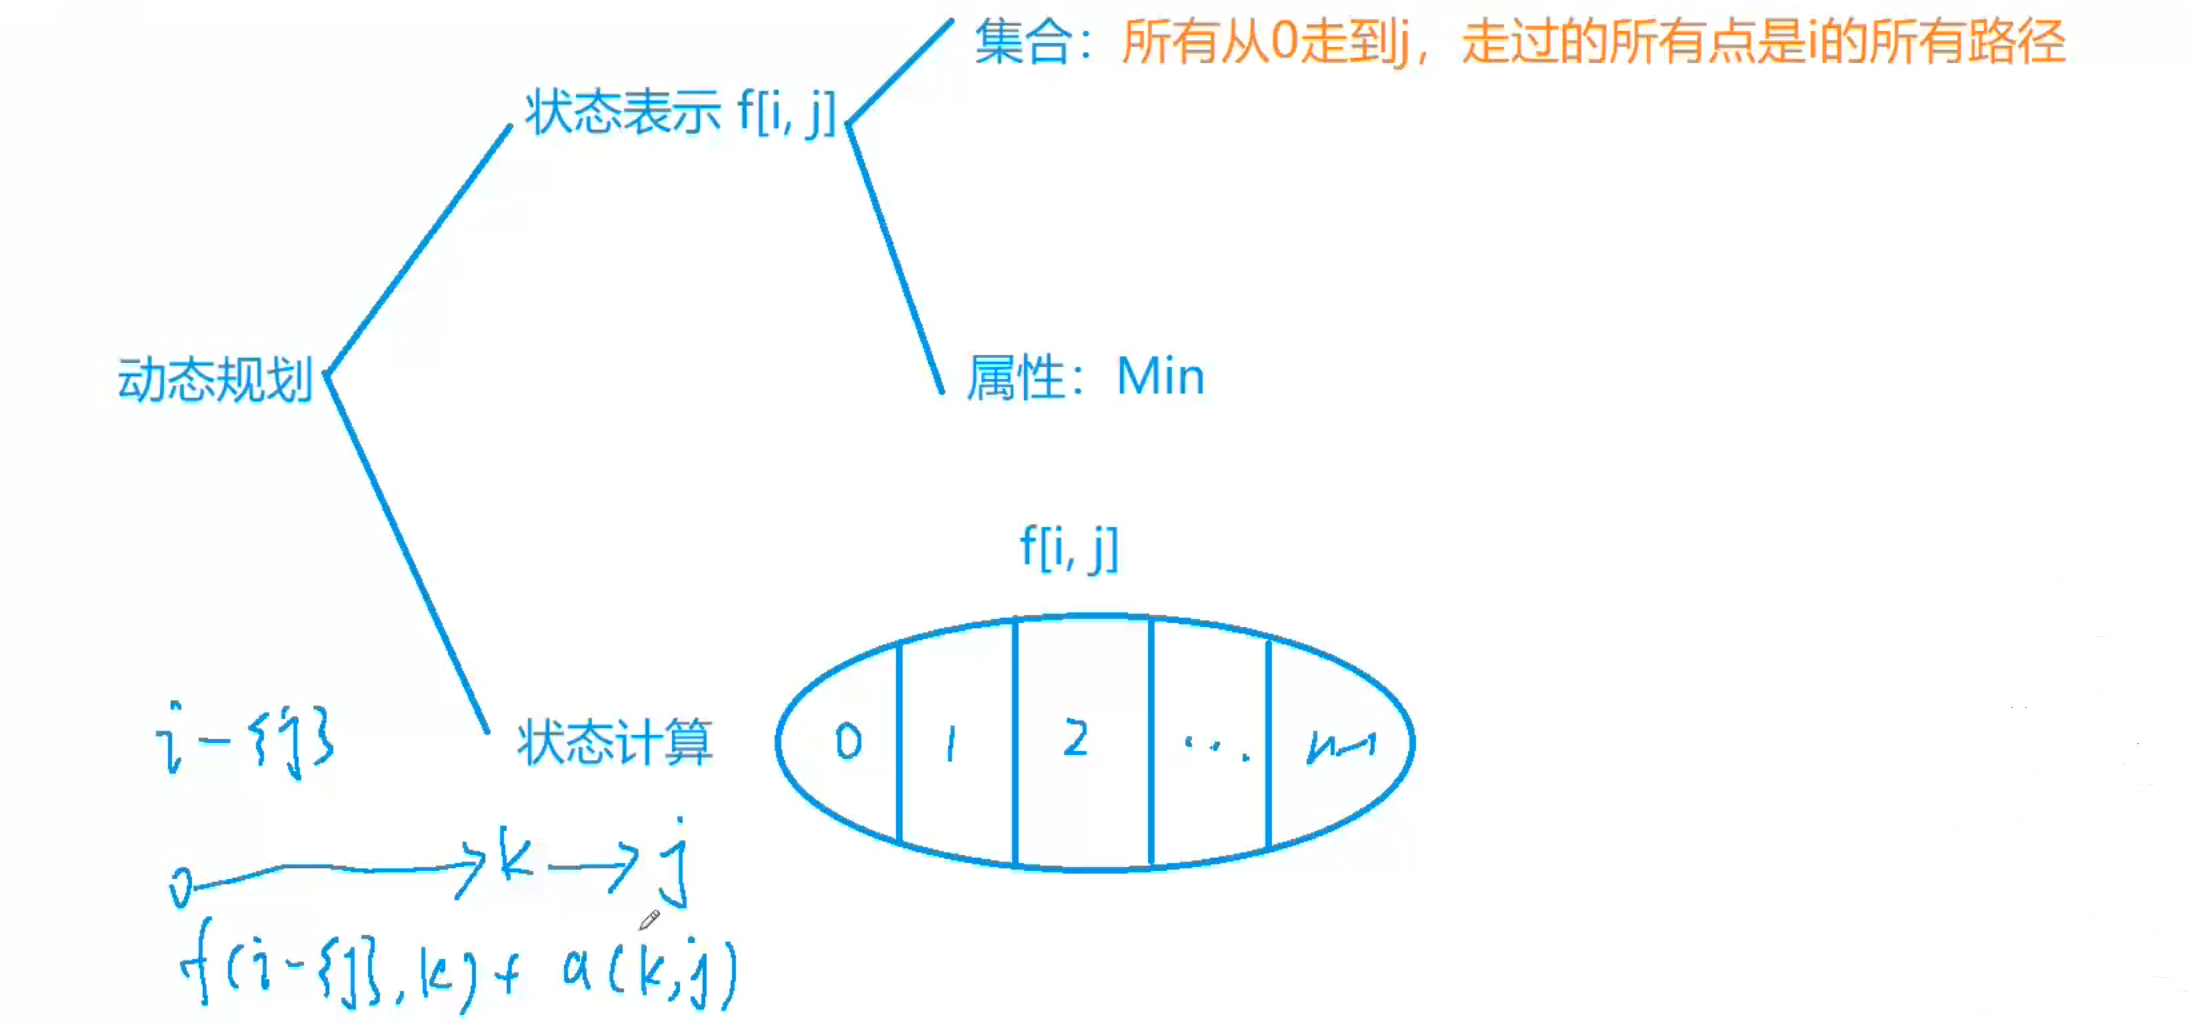 集合：所有从0走到j，走过的所有点是i的所有路径
状态表示 f[i, j]
动态规划
属性：Min
f[i, j]
i-{j}
状态计算
0 1 2 ... n-1
0 k j
f(i-{j}, k) + a(k,j)